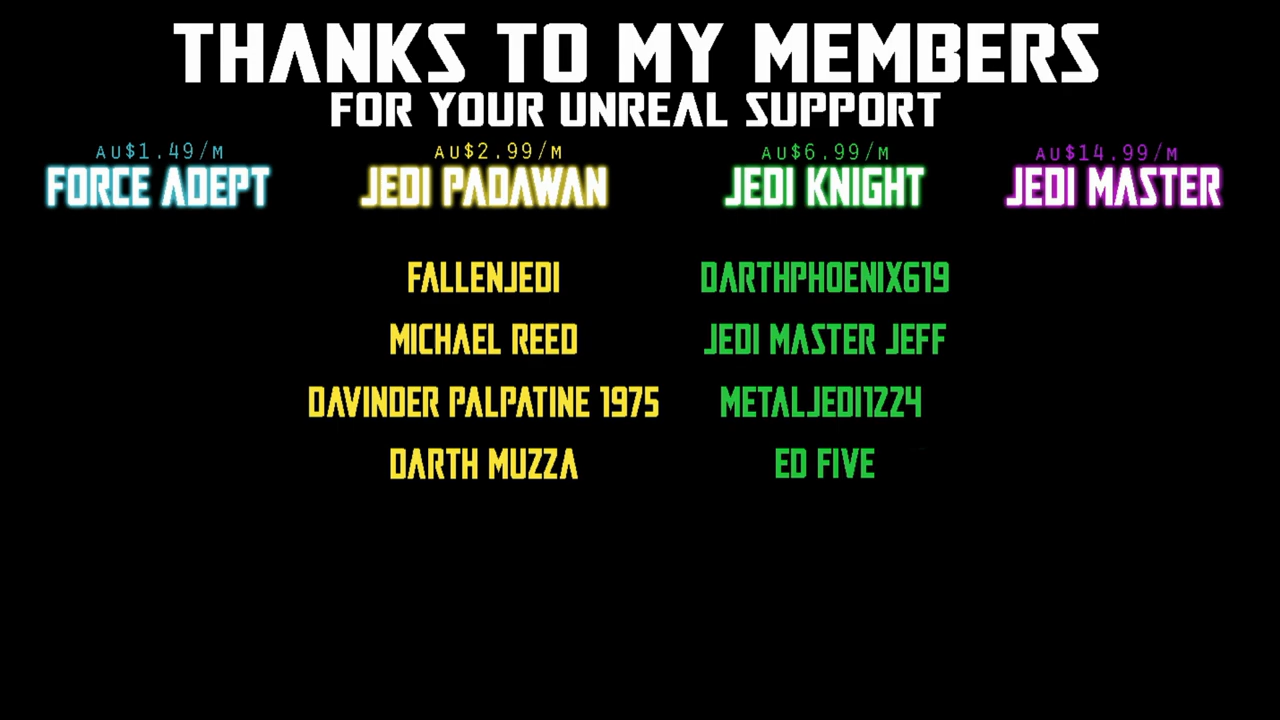 THANKS TO MY MEMBERS
FOR YOUR UNREAL SUPPORT
AU$1.49/M AU$2.99/M AU$6.99/M AU$14.99/M
FORCE ADEPT JEDI PADAWAN JEDI KNIGHT JEDI MASTER
FALLENJEDI DARTHPHOENIX619
MICHAEL REED JEDI MASTER JEFF
DAVINDER PALPATINE 1975 METALJEDI1224
DARTH MUZZA ED FIVE